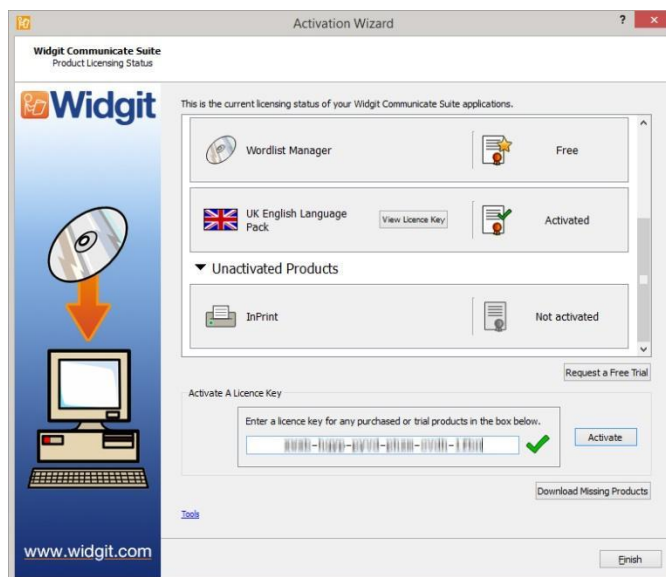 Activation Wizard
?
Widgit Communicate Suite
Product Licensing Status
Widgit
This is the current licensing status of your Widgit Communicate Suite applications.
Wordlist Manager
Free
UK English Language
Pack
View Licence Key
Activated
Unactivated Products
InPrint
Not activated
Request a Free Trial
Activate A Licence Key
Enter a licence key for any purchased or trial products in the box below.
Activate
Download Missing Products
Tools
www.widgit.com
Finish